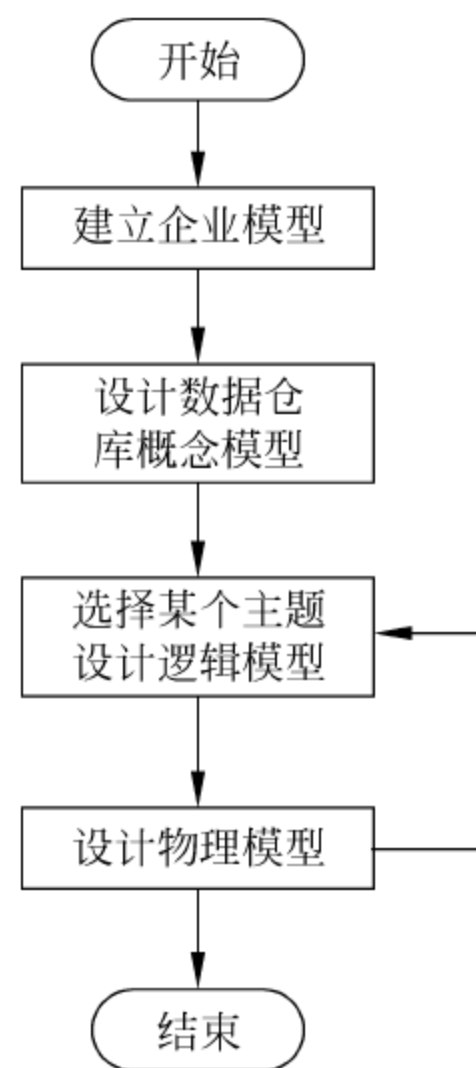 开始
建立企业模型
设计数据仓
库概念模型
选择某个主题
设计逻辑模型
设计物理模型
结束